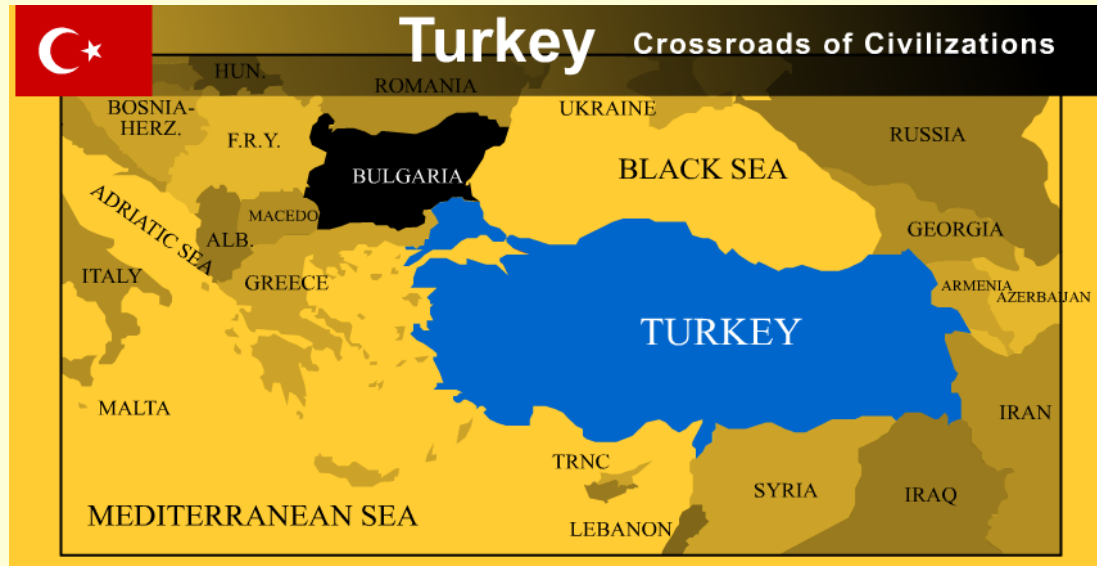 Turkey Crossroads of Civilizations
HUN.
ROMANIA
BOSNIA-
HERZ.
UKRAINE
F.R.Y.
RUSSIA
BULGARIA
BLACK SEA
ADRIATIC SEA
MACEDO
ALB.
GEORGIA
ITALY
GREECE
ARMENIA
AZERBAIJAN
TURKEY
MALTA
IRAN
TRNC
SYRIA
IRAQ
MEDITERRANEAN SEA
LEBANON